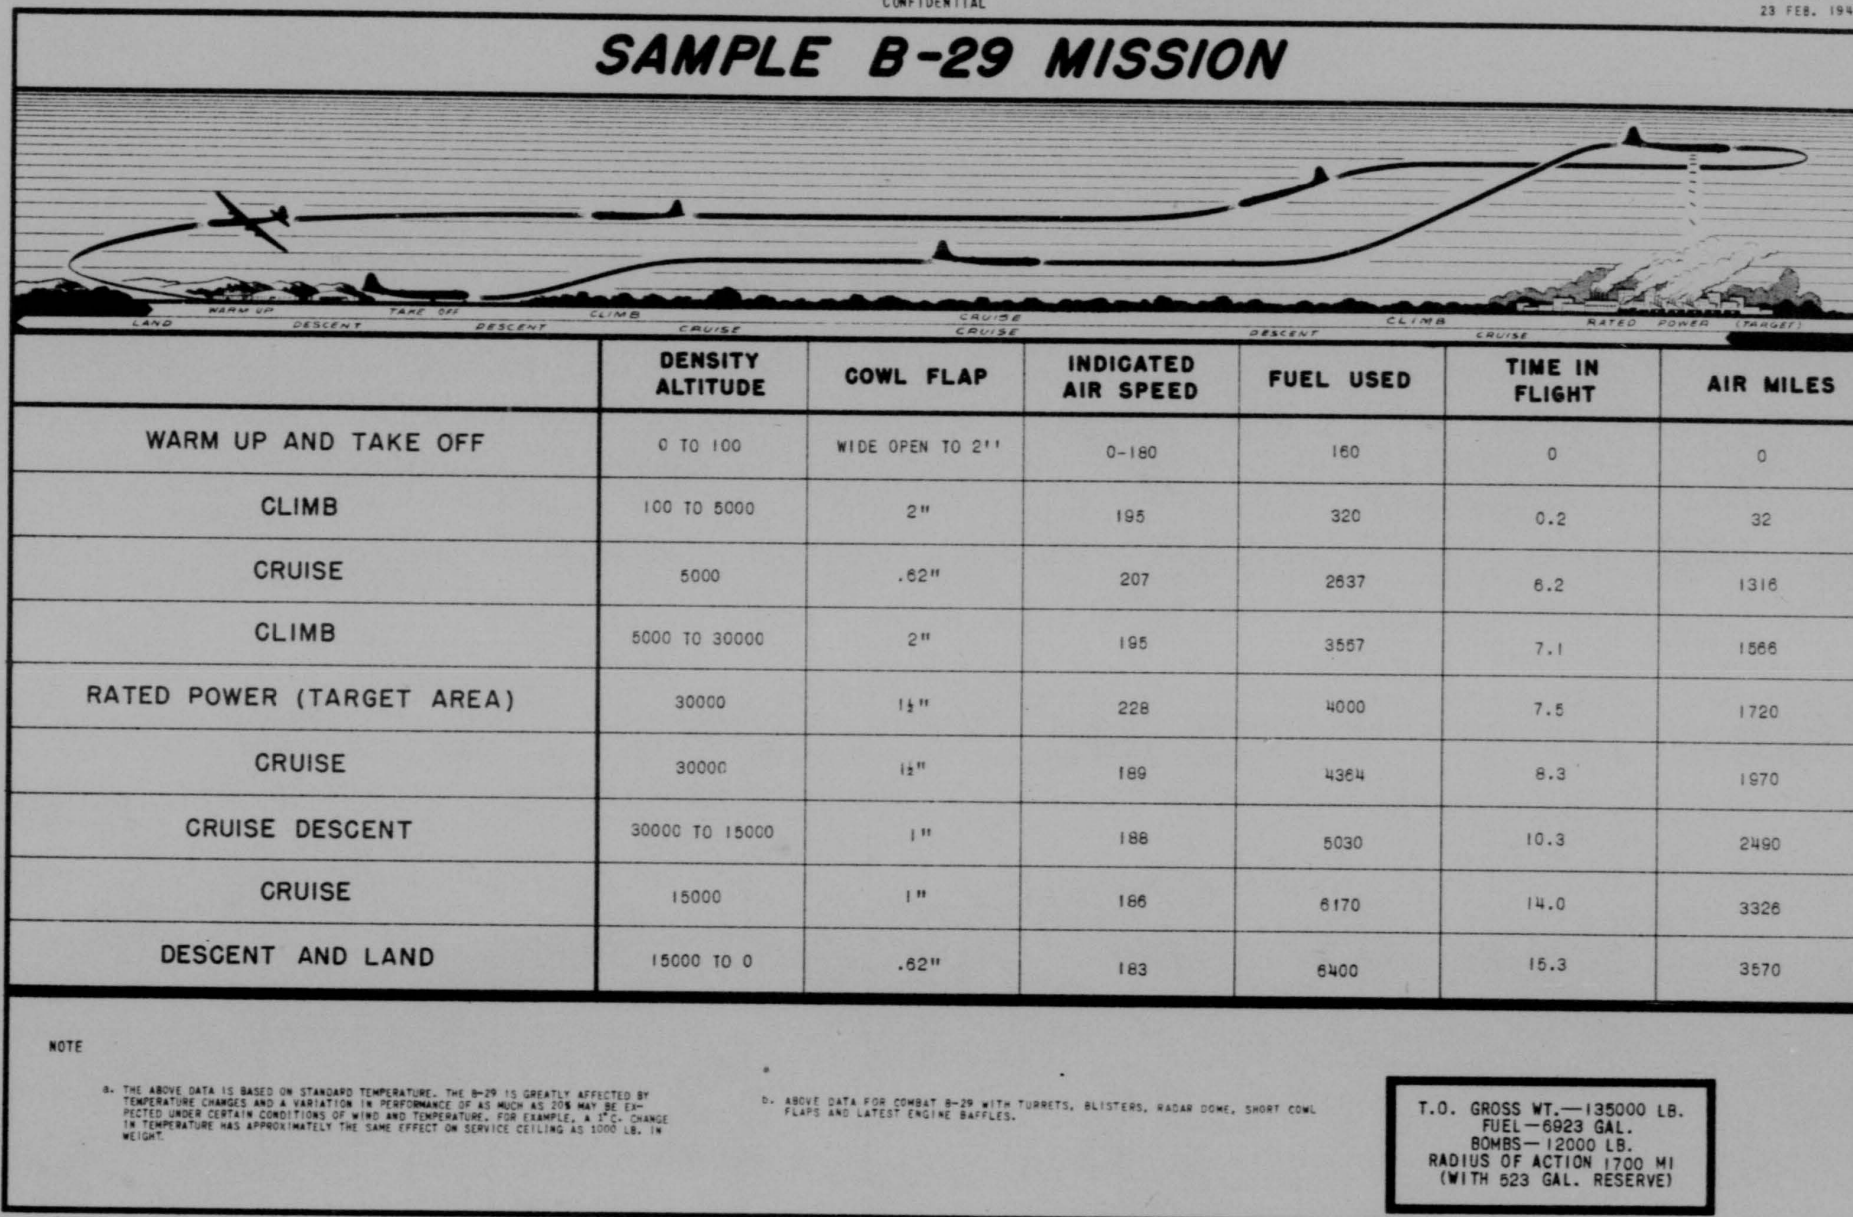 CONFIDENTIAL
23 FEB. 194
SAMPLE B-29 MISSION
WARM UP TAKE OFF CLIMB CRUISE CLIMB RATED POWER (TARGET)
LAND DESCENT DESCENT CRUISE CRUISE DESCENT CRUISE
DENSITY ALTITUDE COWL FLAP INDICATED AIR SPEED FUEL USED TIME IN FLIGHT AIR MILES
WARM UP AND TAKE OFF 0 TO 100 WIDE OPEN TO 2'' 0-180 160 0 0
CLIMB 100 TO 5000 2" 195 320 0.2 32
CRUISE 5000 .62" 207 2637 6.2 1316
CLIMB 5000 TO 30000 2" 195 3557 7.1 1566
RATED POWER (TARGET AREA) 30000 1½" 228 4000 7.5 1720
CRUISE 30000 1½" 189 4364 8.3 1970
CRUISE DESCENT 30000 TO 15000 1" 188 5030 10.3 2490
CRUISE 15000 1" 186 6170 14.0 3326
DESCENT AND LAND 15000 TO 0 .62" 183 6400 15.3 3570
NOTE
a. THE ABOVE DATA IS BASED ON STANDARD TEMPERATURE. THE B-29 IS GREATLY AFFECTED BY
TEMPERATURE CHANGES AND A VARIATION IN PERFORMANCE OF AS MUCH AS 20% MAY BE EX-
PECTED UNDER CERTAIN CONDITIONS OF WIND AND TEMPERATURE. FOR EXAMPLE, A 1°C. CHANGE
IN TEMPERATURE HAS APPROXIMATELY THE SAME EFFECT ON SERVICE CEILING AS 1000 LB. IN
WEIGHT.
b. ABOVE DATA FOR COMBAT B-29 WITH TURRETS, BLISTERS, RADAR DOME, SHORT COWL
FLAPS AND LATEST ENGINE BAFFLES.
T.O. GROSS WT.—135000 LB.
FUEL—6923 GAL.
BOMBS—12000 LB.
RADIUS OF ACTION 1700 MI
(WITH 523 GAL. RESERVE)